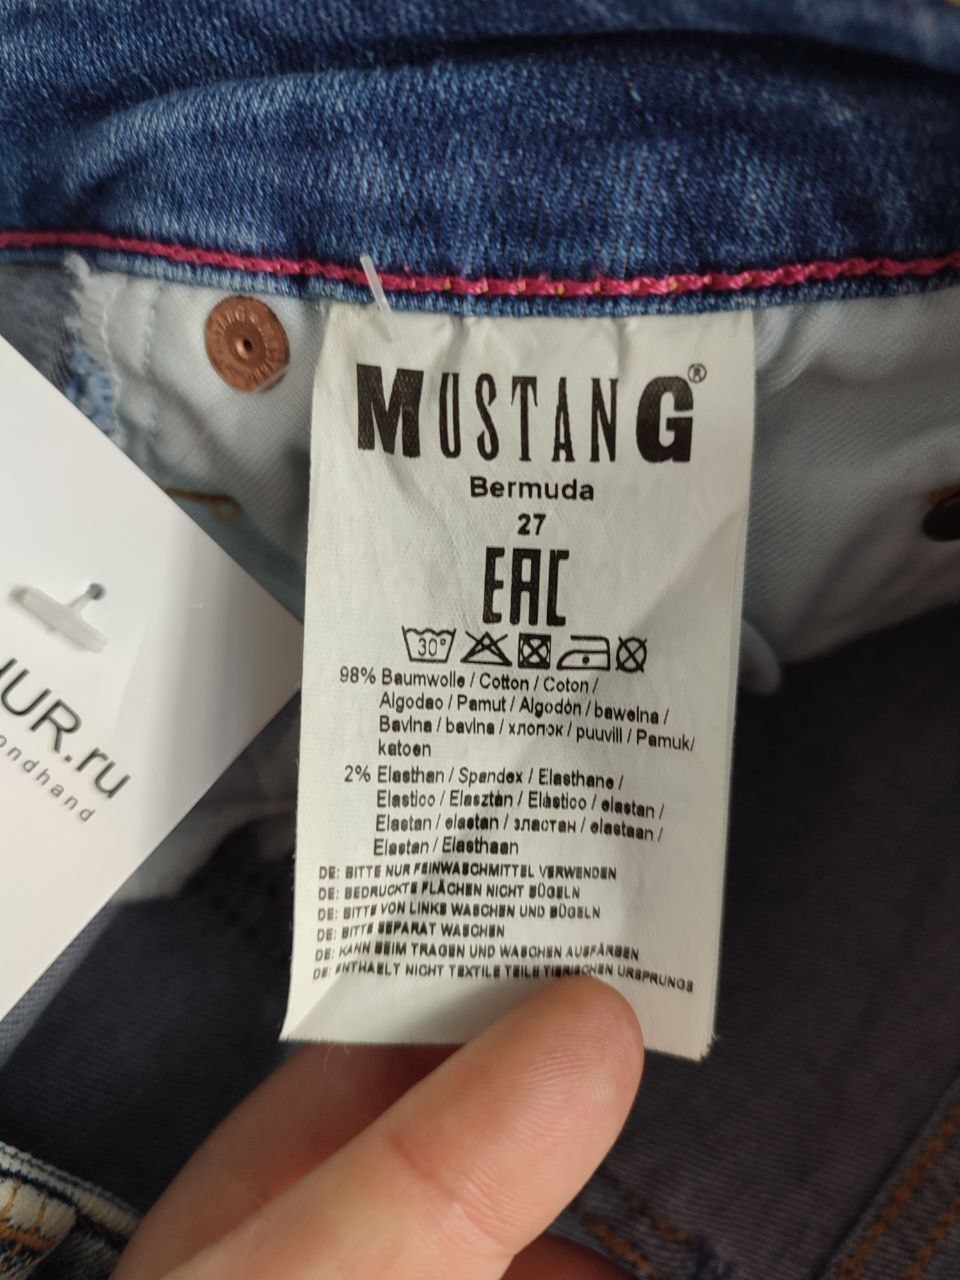 MUSTANG®
Bermuda
27
EAC
30°
98% Baumwolle / Cotton / Coton /
Algodao / Pamut / Algodón / bawelna /
Bavlna / bavlna / хлопок / puuvill / Pamuk/
katoen
2% Elasthan / Spandex / Elasthane /
Elastico / Elasztán / Elástico / elastan /
Elastan / elastan / эластан / elastaan /
Elastan / Elasthaan
DE: BITTE NUR FEINWASCHMITTEL VERWENDEN
DE: BEDRUCKTE FLÄCHEN NICHT BÜGELN
DE: BITTE VON LINKS WASCHEN UND BÜGELN
DE: BITTE SEPARAT WASCHEN
DE: KANN BEIM TRAGEN UND WASCHEN AUSFÄRBEN
DE: ENTHAELT NICHT TEXTILE TEILE TIERISCHEN URSPRUNGS
UR.ru
ondhand